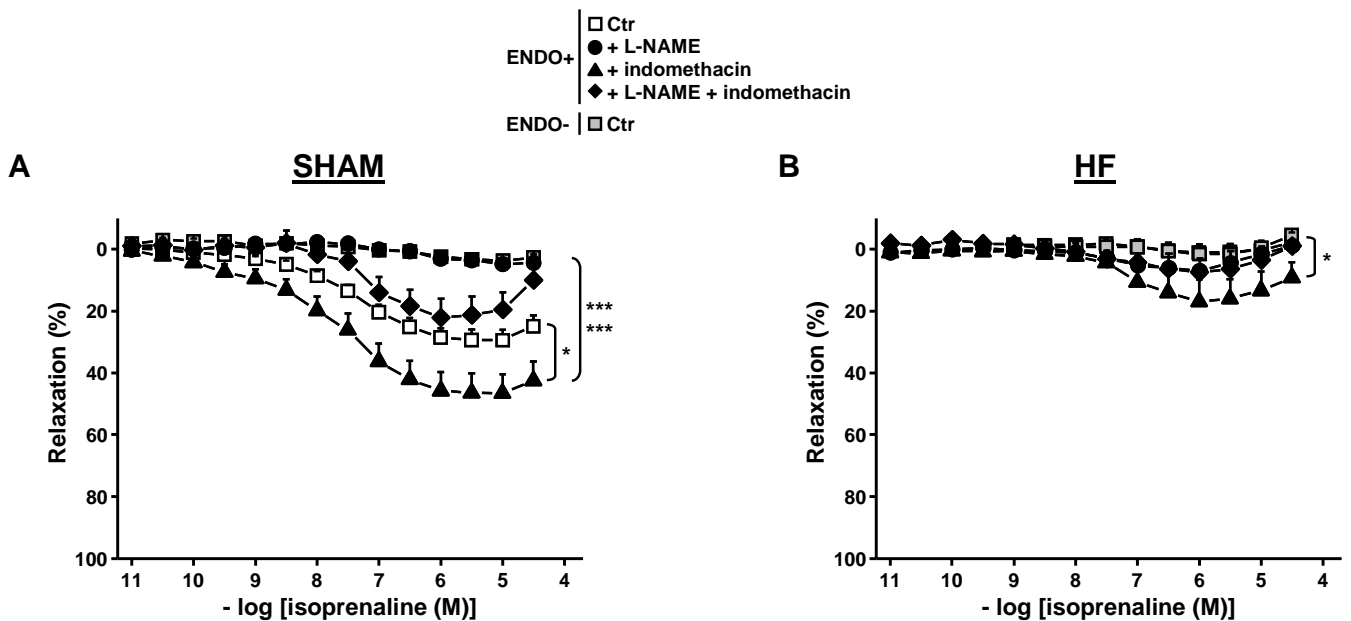 ENDO+
Ctr
+ L-NAME
+ indomethacin
+ L-NAME + indomethacin
ENDO-
Ctr
A
SHAM
Relaxation (%)
0
20
40
60
80
100
11
10
9
8
7
6
5
4
- log [isoprenaline (M)]
*
***
***
B
HF
Relaxation (%)
0
20
40
60
80
100
11
10
9
8
7
6
5
4
- log [isoprenaline (M)]
*